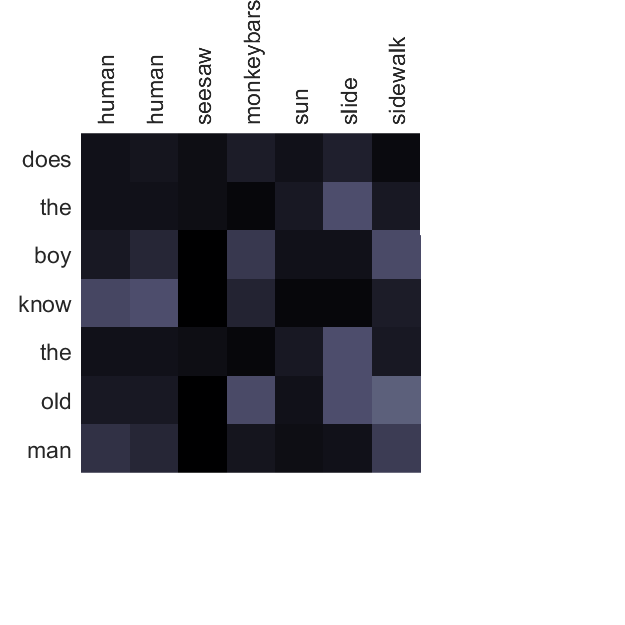 human
human
seesaw
monkeybars
sun
slide
sidewalk
does
the
boy
know
the
old
man